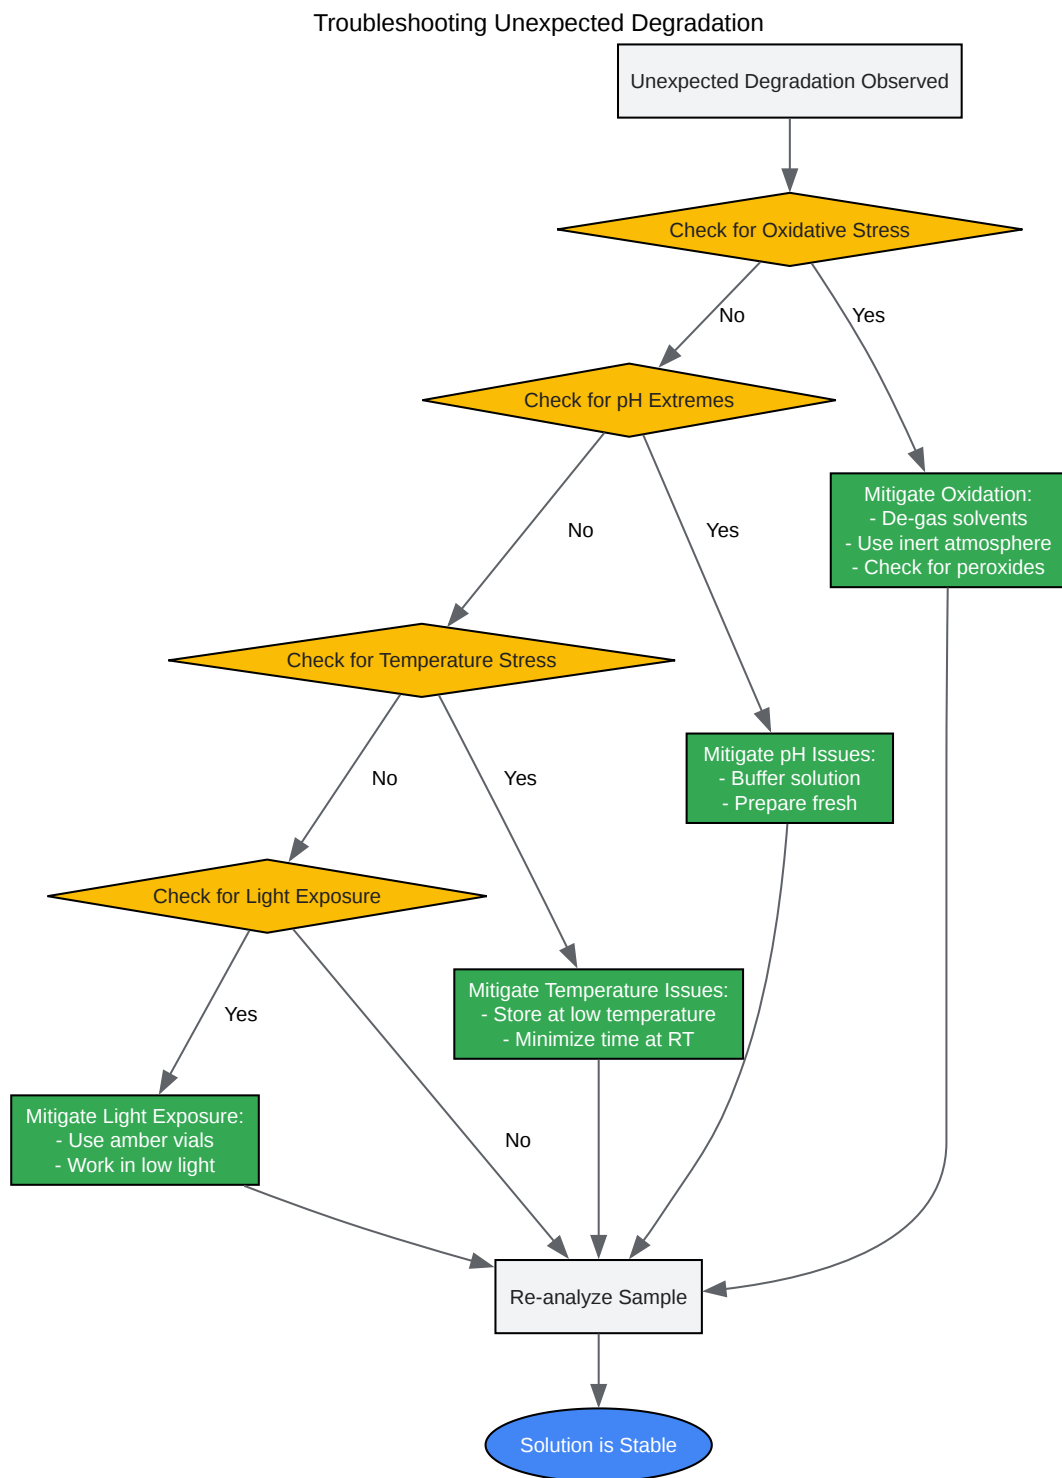 Troubleshooting Unexpected Degradation
Unexpected Degradation Observed
Check for Oxidative Stress
No
Yes
Check for pH Extremes
Mitigate Oxidation:
- De-gas solvents
- Use inert atmosphere
- Check for peroxides
No
Yes
Check for Temperature Stress
Mitigate pH Issues:
- Buffer solution
- Prepare fresh
No
Yes
Check for Light Exposure
Mitigate Temperature Issues:
- Store at low temperature
- Minimize time at RT
Yes
Mitigate Light Exposure:
- Use amber vials
- Work in low light
No
Re-analyze Sample
Solution is Stable